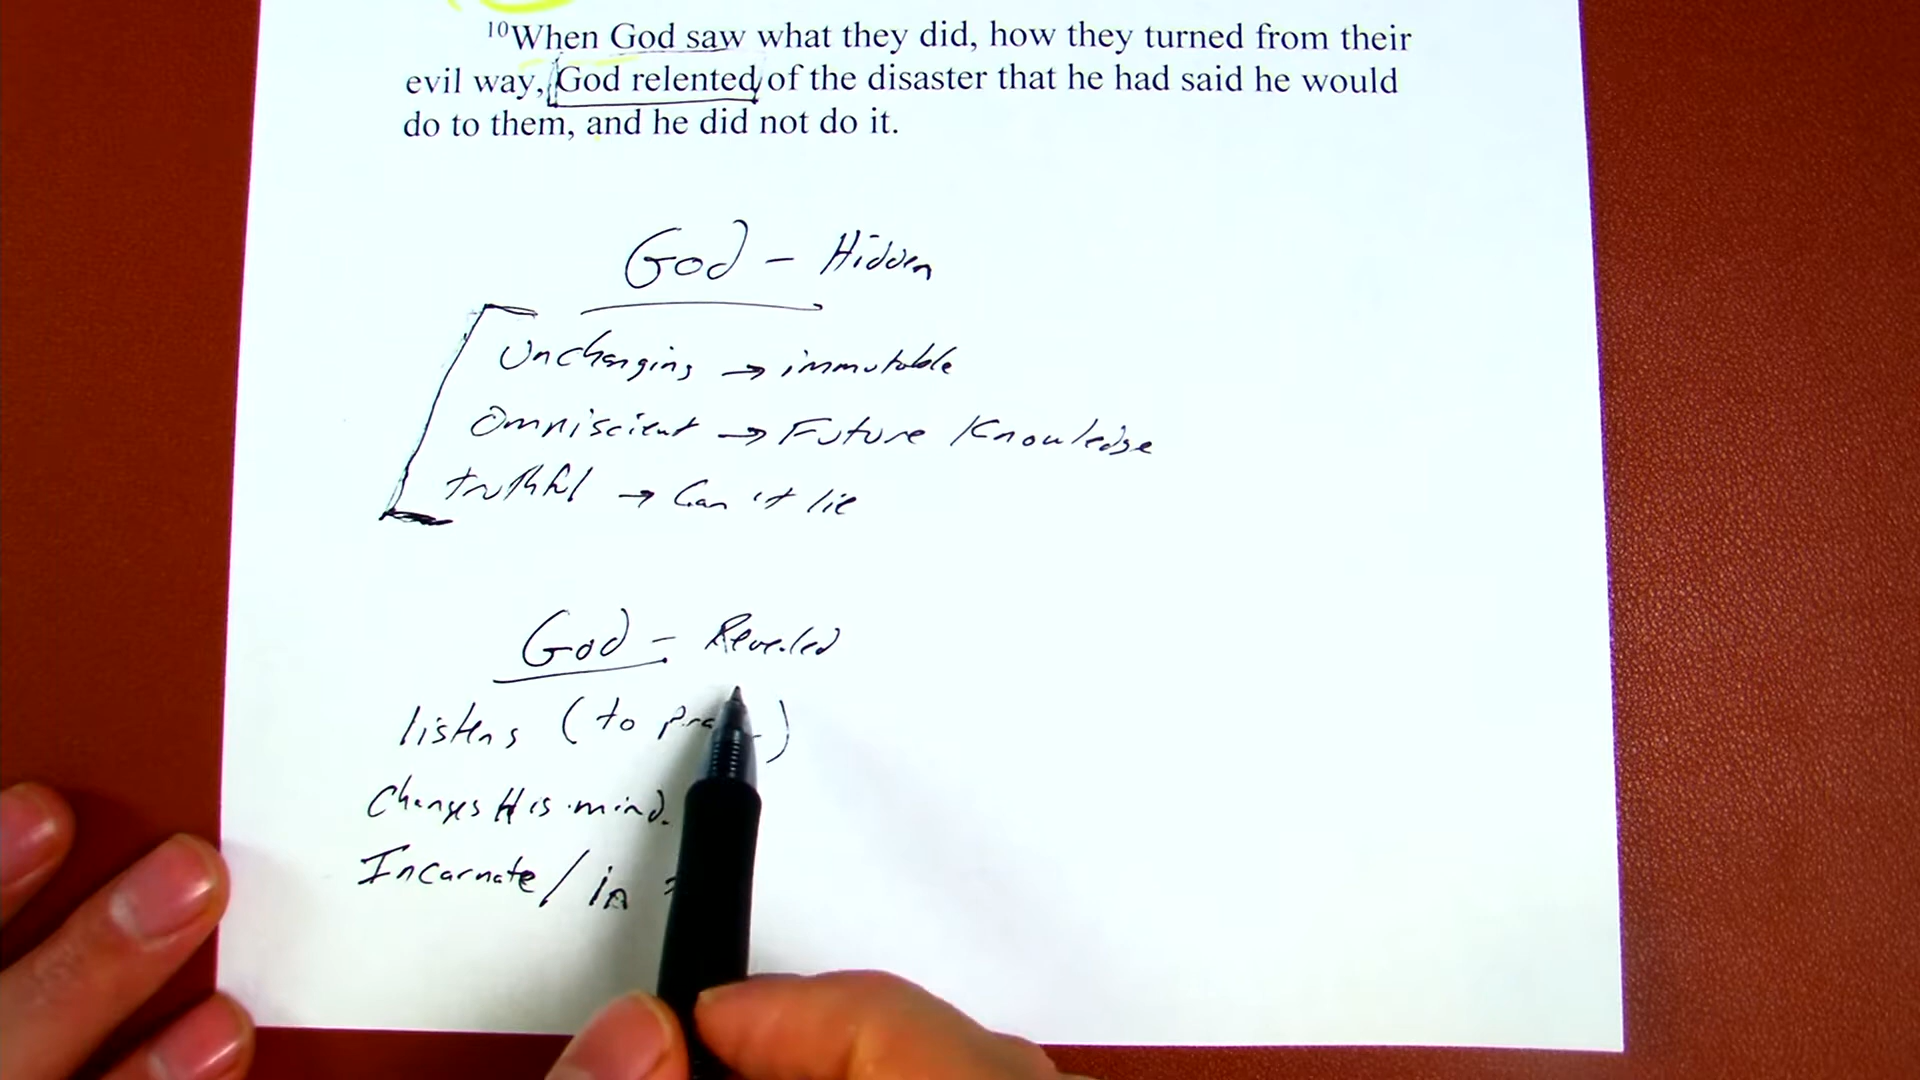 10When God saw what they did, how they turned from their
evil way, God relented of the disaster that he had said he would
do to them, and he did not do it.
God - Hidden
Unchanging → immutable
Omniscient → Future Knowledge
truthful → Can't lie
God - Revealed
listens (to )
Changes His mind.
Incarnate / in